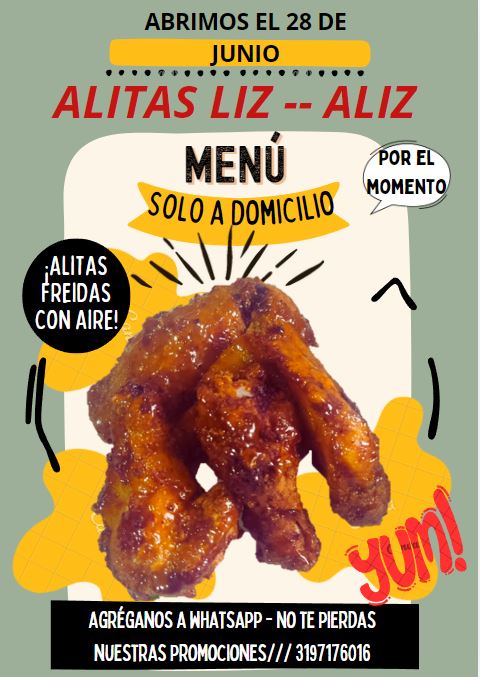 ABRIMOS EL 28 DE
JUNIO
ALITAS LIZ -- ALIZ
MENÚ
POR EL
MOMENTO
SOLO A DOMICILIO
¡ALITAS
FREIDAS
CON AIRE!
YUM!
AGRÉGANOS A WHATSAPP - NO TE PIERDAS
NUESTRAS PROMOCIONES/// 3197176016